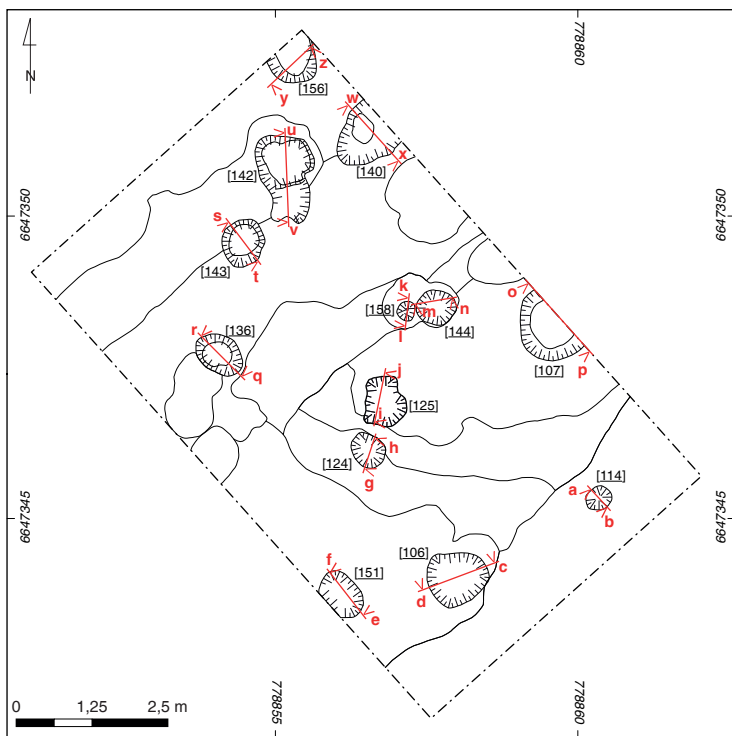 778860
N
z
y
[156]
w
x
[140]
u
[142]
v
6647350
6647350
s
t
[143]
k
[158]
l
m
n
[144]
o
p
[107]
r
[136]
q
j
i
[125]
h
[124]
g
[114]
a
b
6647345
6647345
[106]
c
d
f
[151]
e
0 1,25 2,5 m
778855
778860